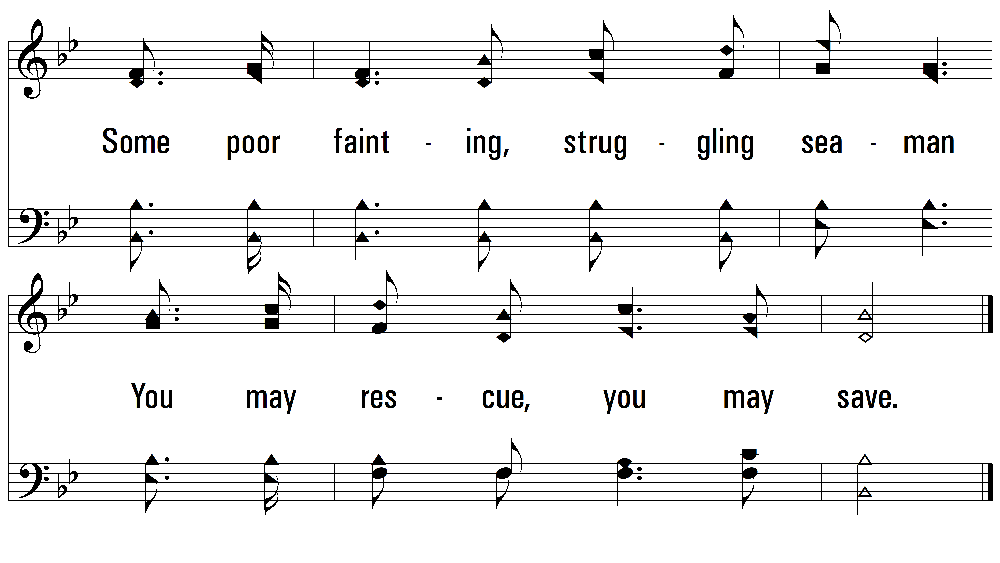 Some poor faint - ing, strug - gling sea - man
You may res - cue, you may save.